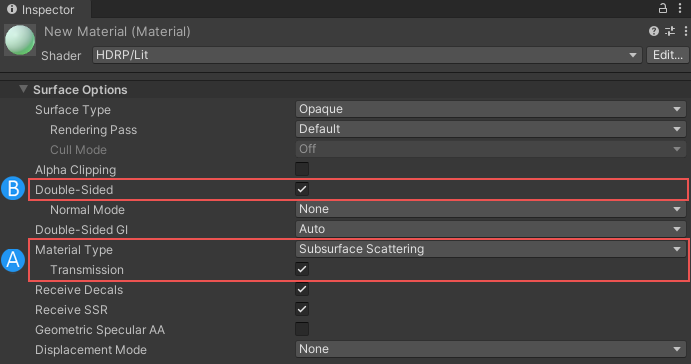 Inspector
New Material (Material)
Shader HDRP/Lit Edit...
Surface Options
Surface Type Opaque
Rendering Pass Default
Cull Mode Off
Alpha Clipping
B Double-Sided
Normal Mode None
Double-Sided GI Auto
A Material Type Subsurface Scattering
Transmission
Receive Decals
Receive SSR
Geometric Specular AA
Displacement Mode None